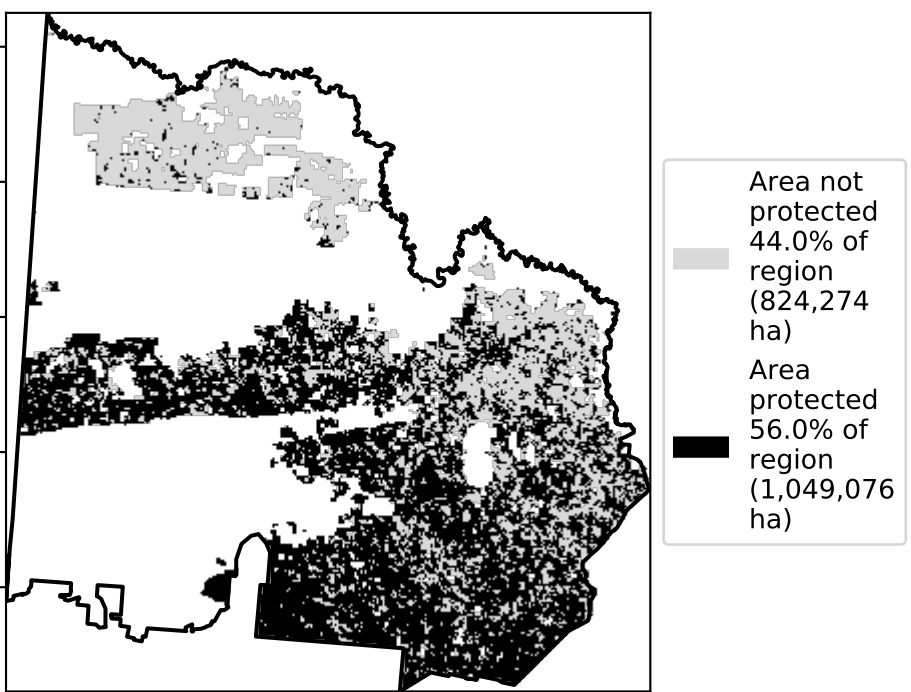 Area not
protected
44.0% of
region
(824,274
ha)
Area
protected
56.0% of
region
(1,049,076
ha)